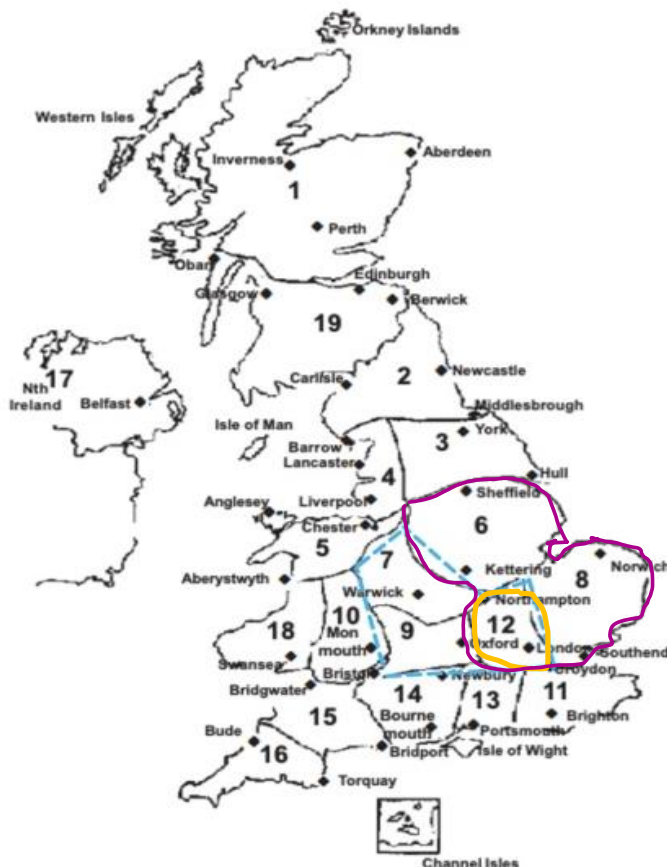 Orkney Islands
Western Isles
Inverness
Aberdeen
1
Perth
Oban
Edinburgh
Glasgow
Berwick
19
17
Nth
Ireland
Belfast
2
Newcastle
Carlisle
Isle of Man
Middlesbrough
Barrow
3
York
Lancaster
4
Hull
Anglesey
Liverpool
Sheffield
Chester
6
5
7
Kettering
8
Norwich
Aberystwyth
Warwick
Northampton
10
9
12
18
Mon
mouth
Oxford
London
Southend
Swansea
Bristol
Newbury
Croydon
Bridgwater
14
13
11
15
Bourne
mouth
Brighton
Bude
Portsmouth
16
Bridport
Isle of Wight
Torquay
Channel Isles